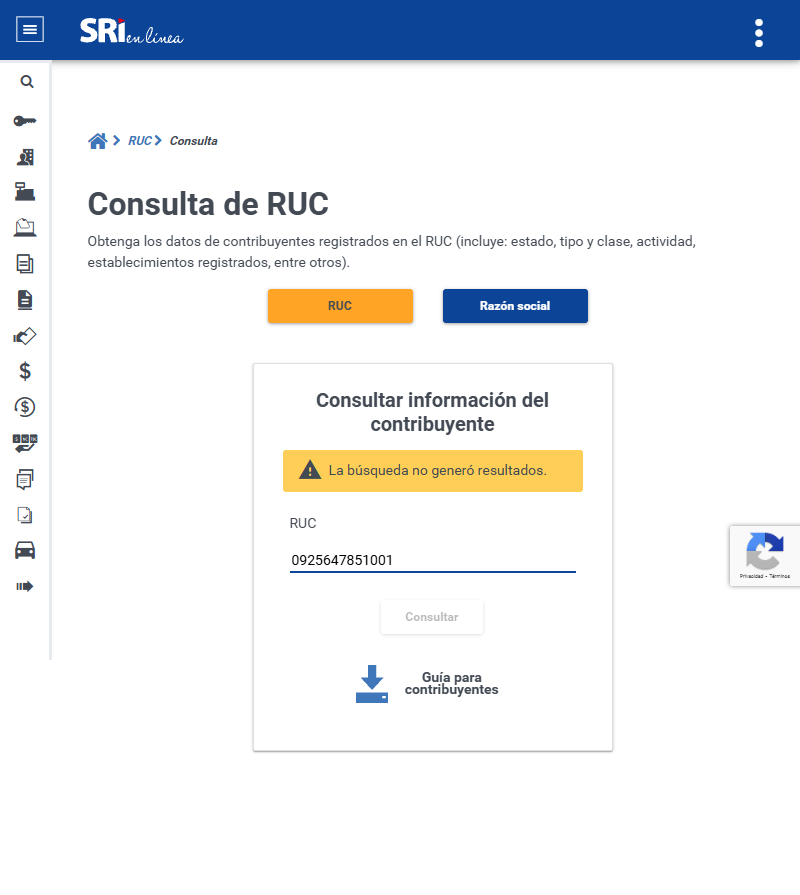 SRi en línea
RUC Consulta
Consulta de RUC
Obtenga los datos de contribuyentes registrados en el RUC (incluye: estado, tipo y clase, actividad,
establecimientos registrados, entre otros).
RUC Razón social
Consultar información del
contribuyente
La búsqueda no generó resultados.
RUC
0925647851001
Privacidad - Términos
Consultar
Guía para
contribuyentes